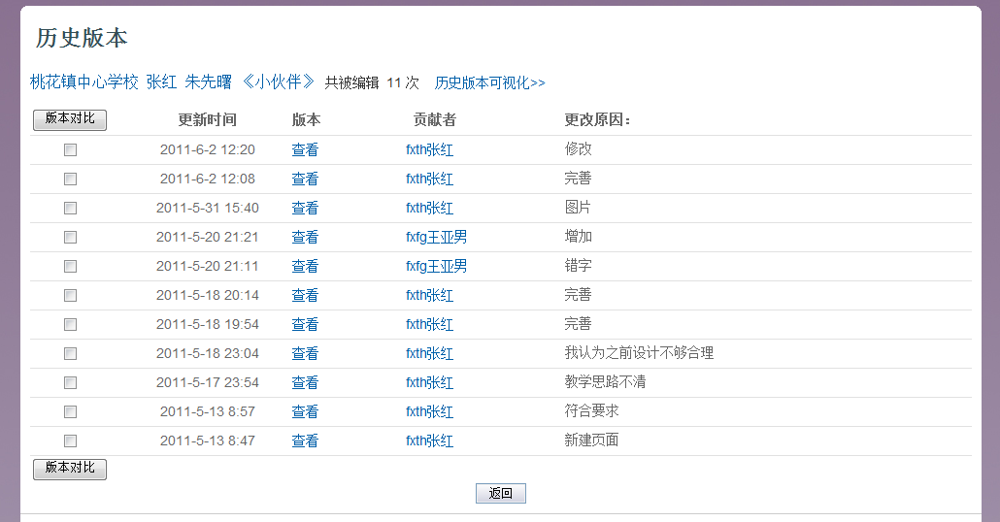 历史版本
桃花镇中心学校 张红 朱先曙 《小伙伴》 共被编辑 11 次 历史版本可视化>>
版本对比 更新时间 版本 贡献者 更改原因：
2011-6-2 12:20 查看 fxth张红 修改
2011-6-2 12:08 查看 fxth张红 完善
2011-5-31 15:40 查看 fxth张红 图片
2011-5-20 21:21 查看 fxfg王亚男 增加
2011-5-20 21:11 查看 fxfg王亚男 错字
2011-5-18 20:14 查看 fxth张红 完善
2011-5-18 19:54 查看 fxth张红 完善
2011-5-18 23:04 查看 fxth张红 我认为之前设计不够合理
2011-5-17 23:54 查看 fxth张红 教学思路不清
2011-5-13 8:57 查看 fxth张红 符合要求
2011-5-13 8:47 查看 fxth张红 新建页面
版本对比
返回